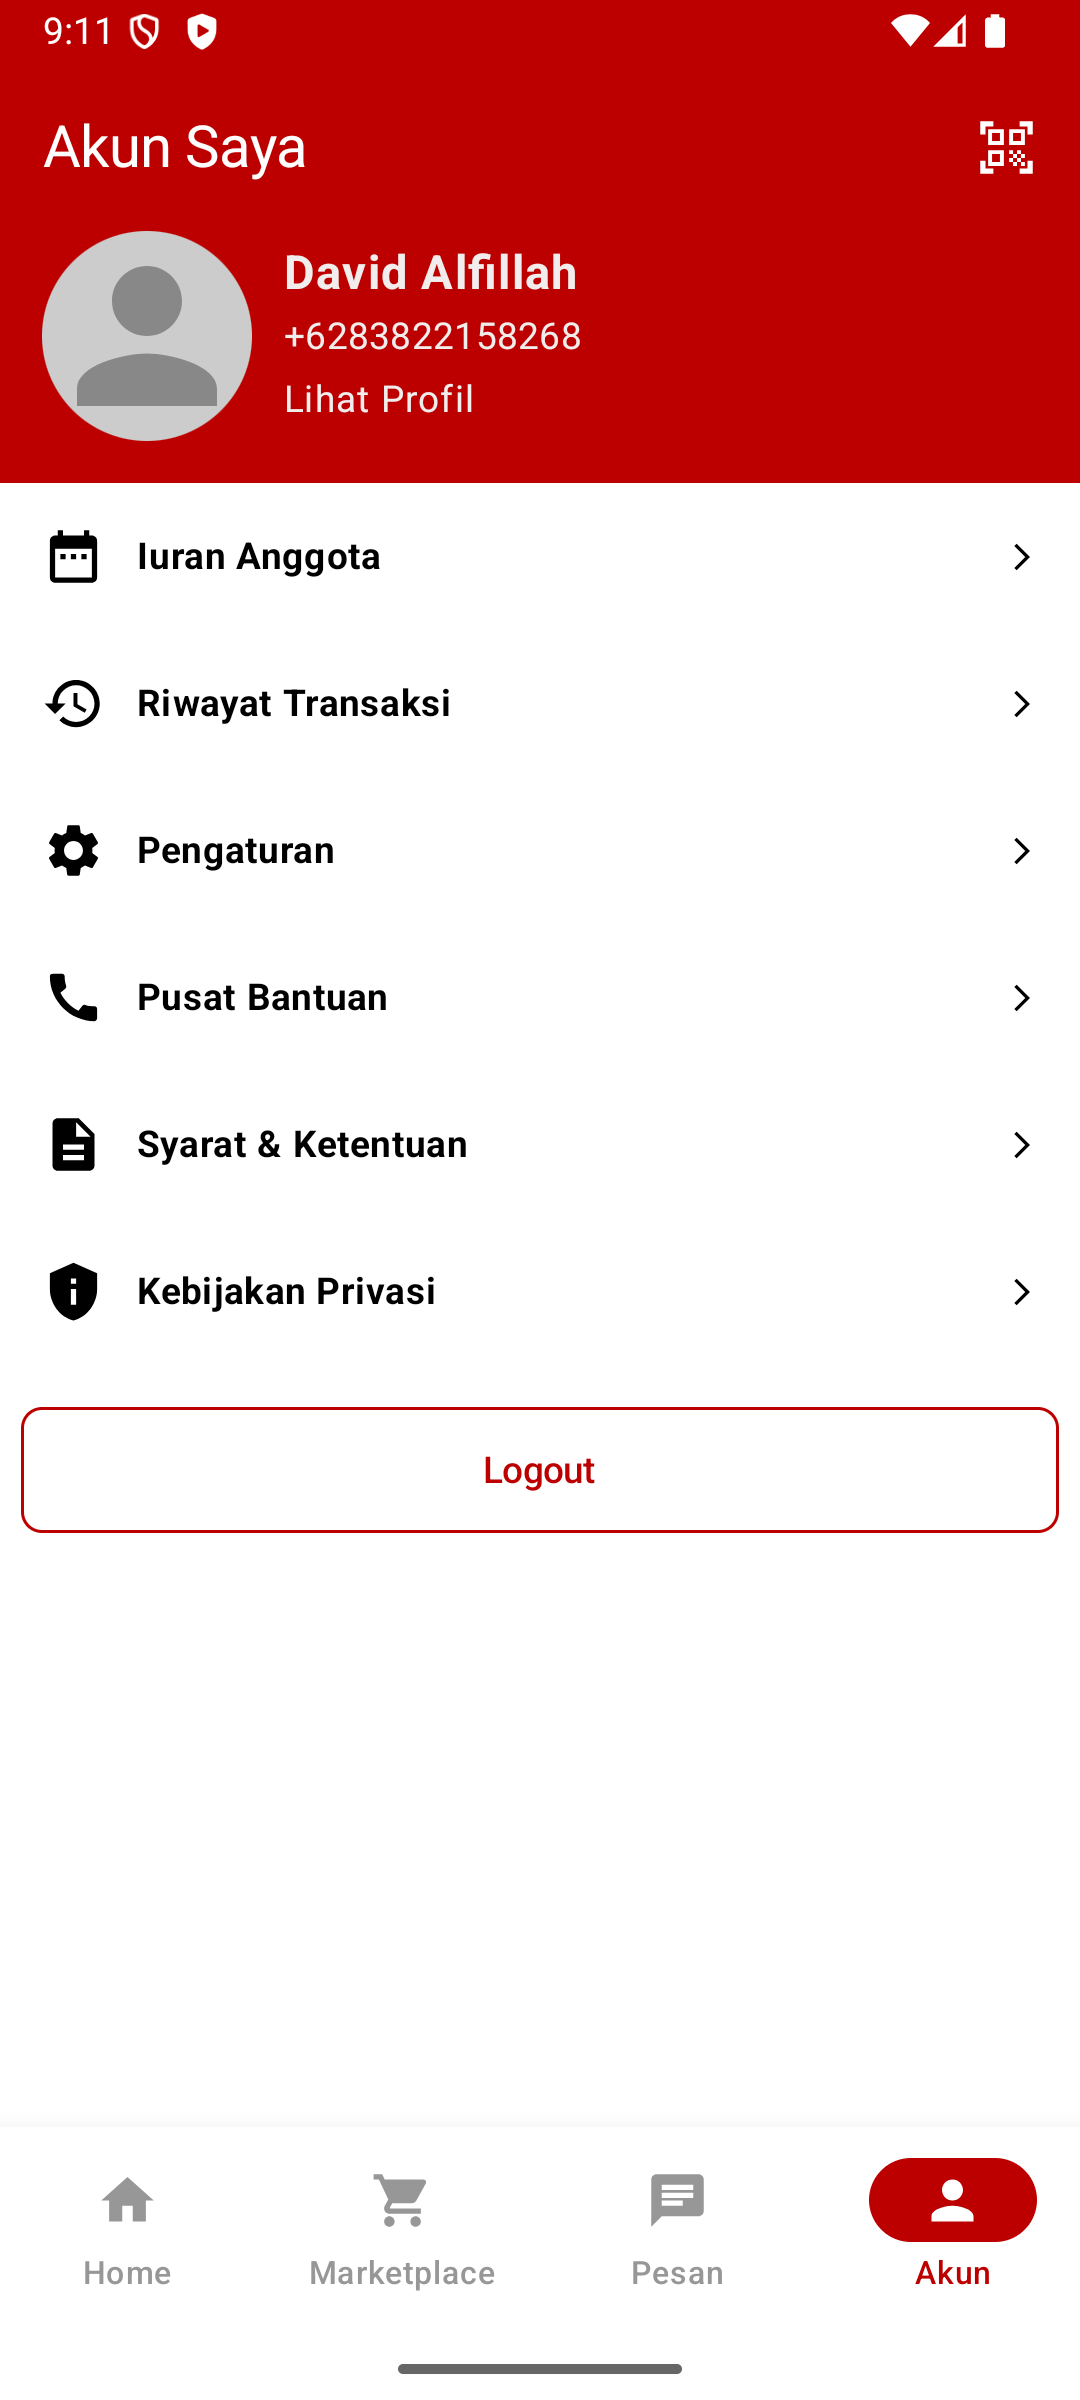 9:11
Akun Saya
David Alfillah
+6283822158268
Lihat Profil
Iuran Anggota
Riwayat Transaksi
Pengaturan
Pusat Bantuan
Syarat & Ketentuan
Kebijakan Privasi
Logout
Home
Marketplace
Pesan
Akun